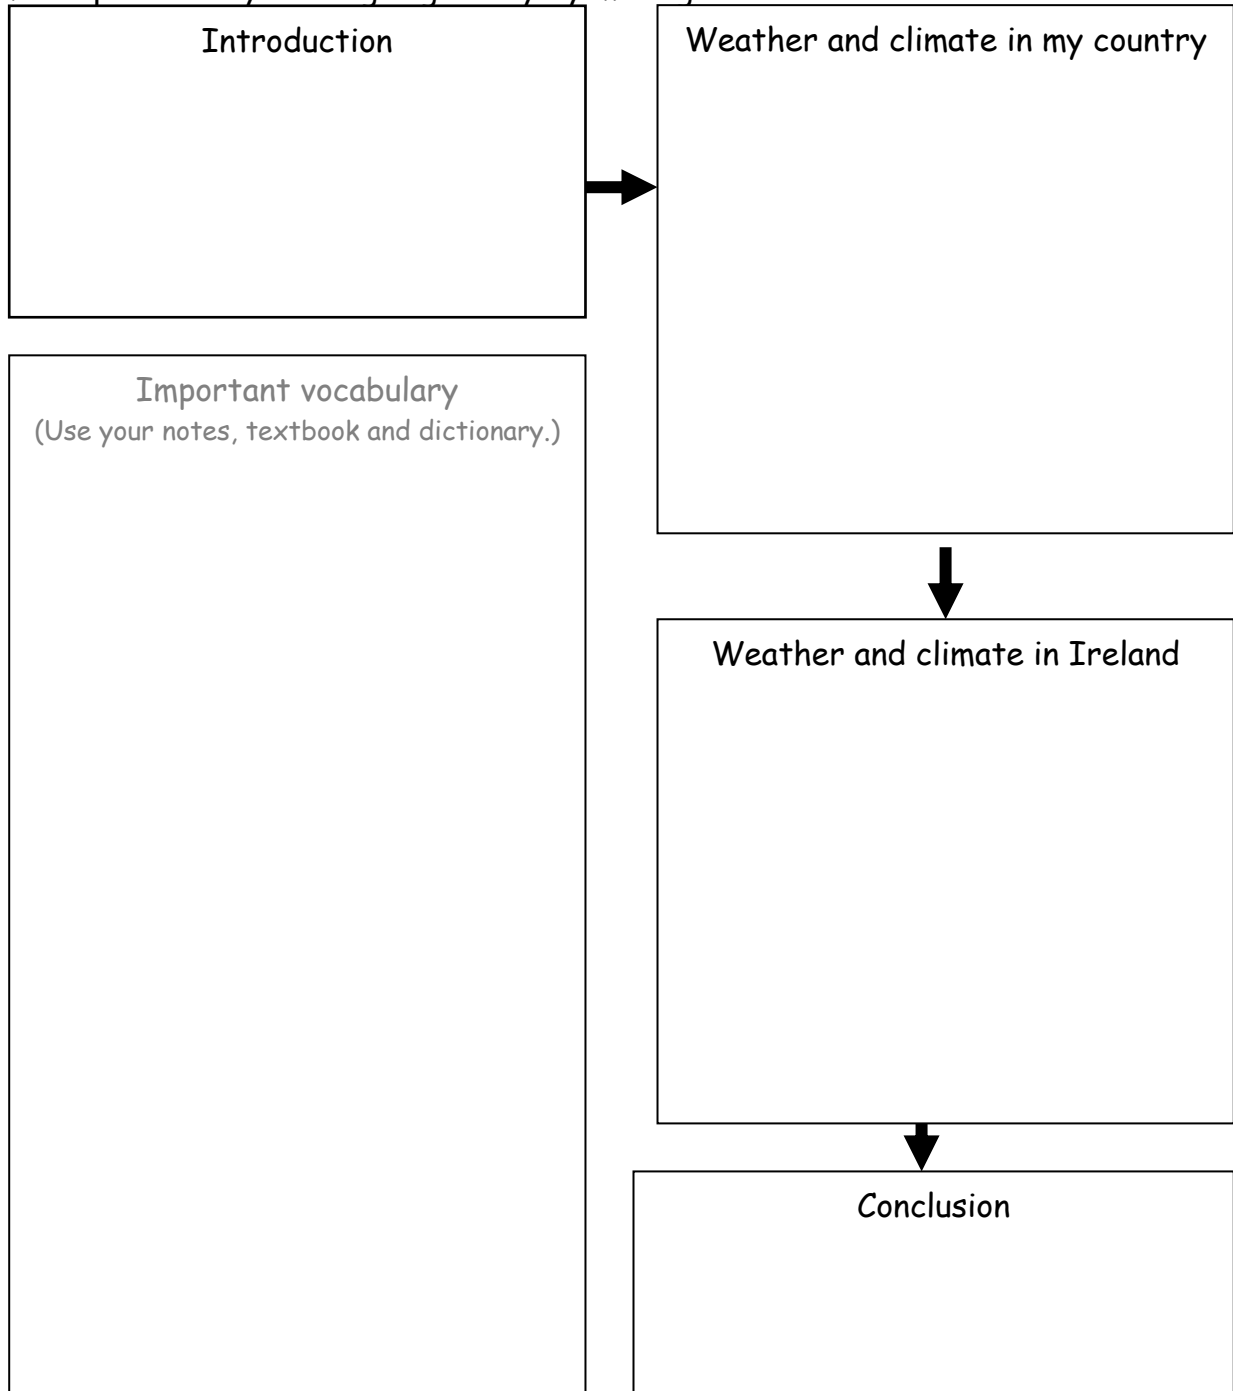 Introduction
Weather and climate in my country
Important vocabulary
(Use your notes, textbook and dictionary.)
Weather and climate in Ireland
Conclusion